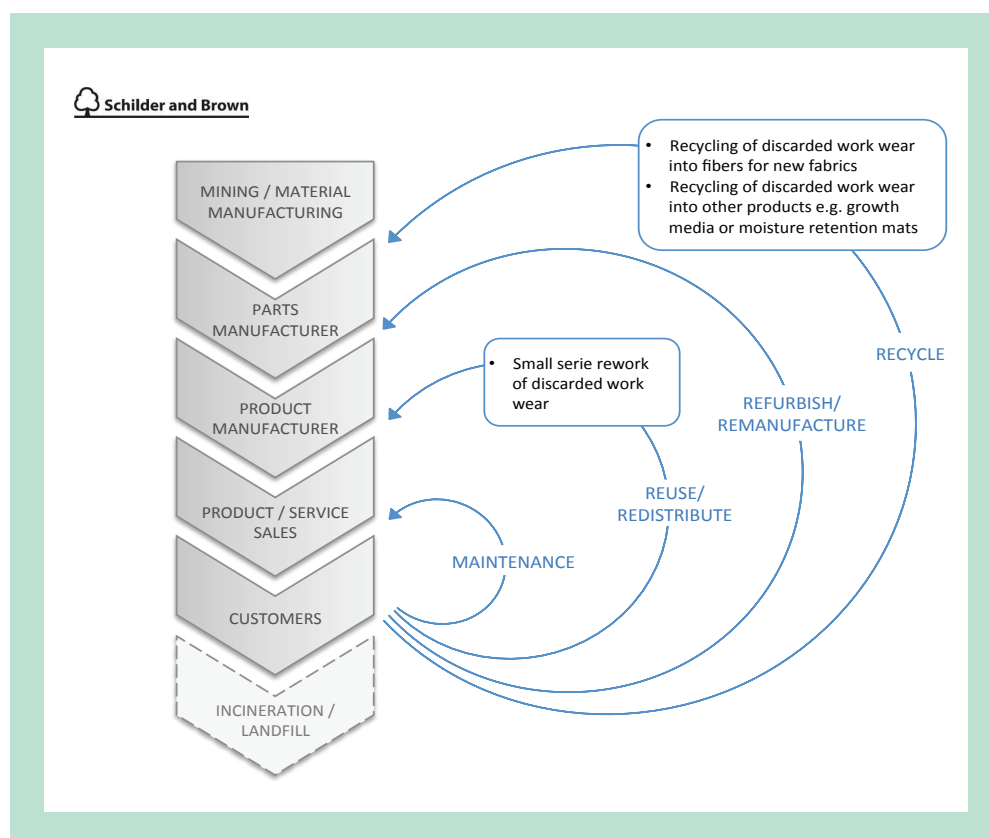 Schilder and Brown
MINING / MATERIAL
MANUFACTURING
PARTS
MANUFACTURER
PRODUCT
MANUFACTURER
PRODUCT / SERVICE
SALES
CUSTOMERS
INCINERATION /
LANDFILL
• Recycling of discarded work wear
into fibers for new fabrics
• Recycling of discarded work wear
into other products e.g. growth
media or moisture retention mats
• Small serie rework
of discarded work
wear
MAINTENANCE
REUSE/
REDISTRIBUTE
REFURBISH/
REMANUFACTURE
RECYCLE